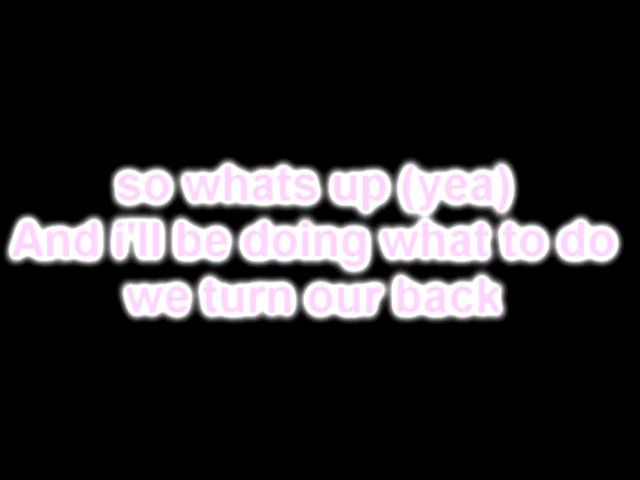 so whats up (yea)
And i'll be doing what to do
we turn our back